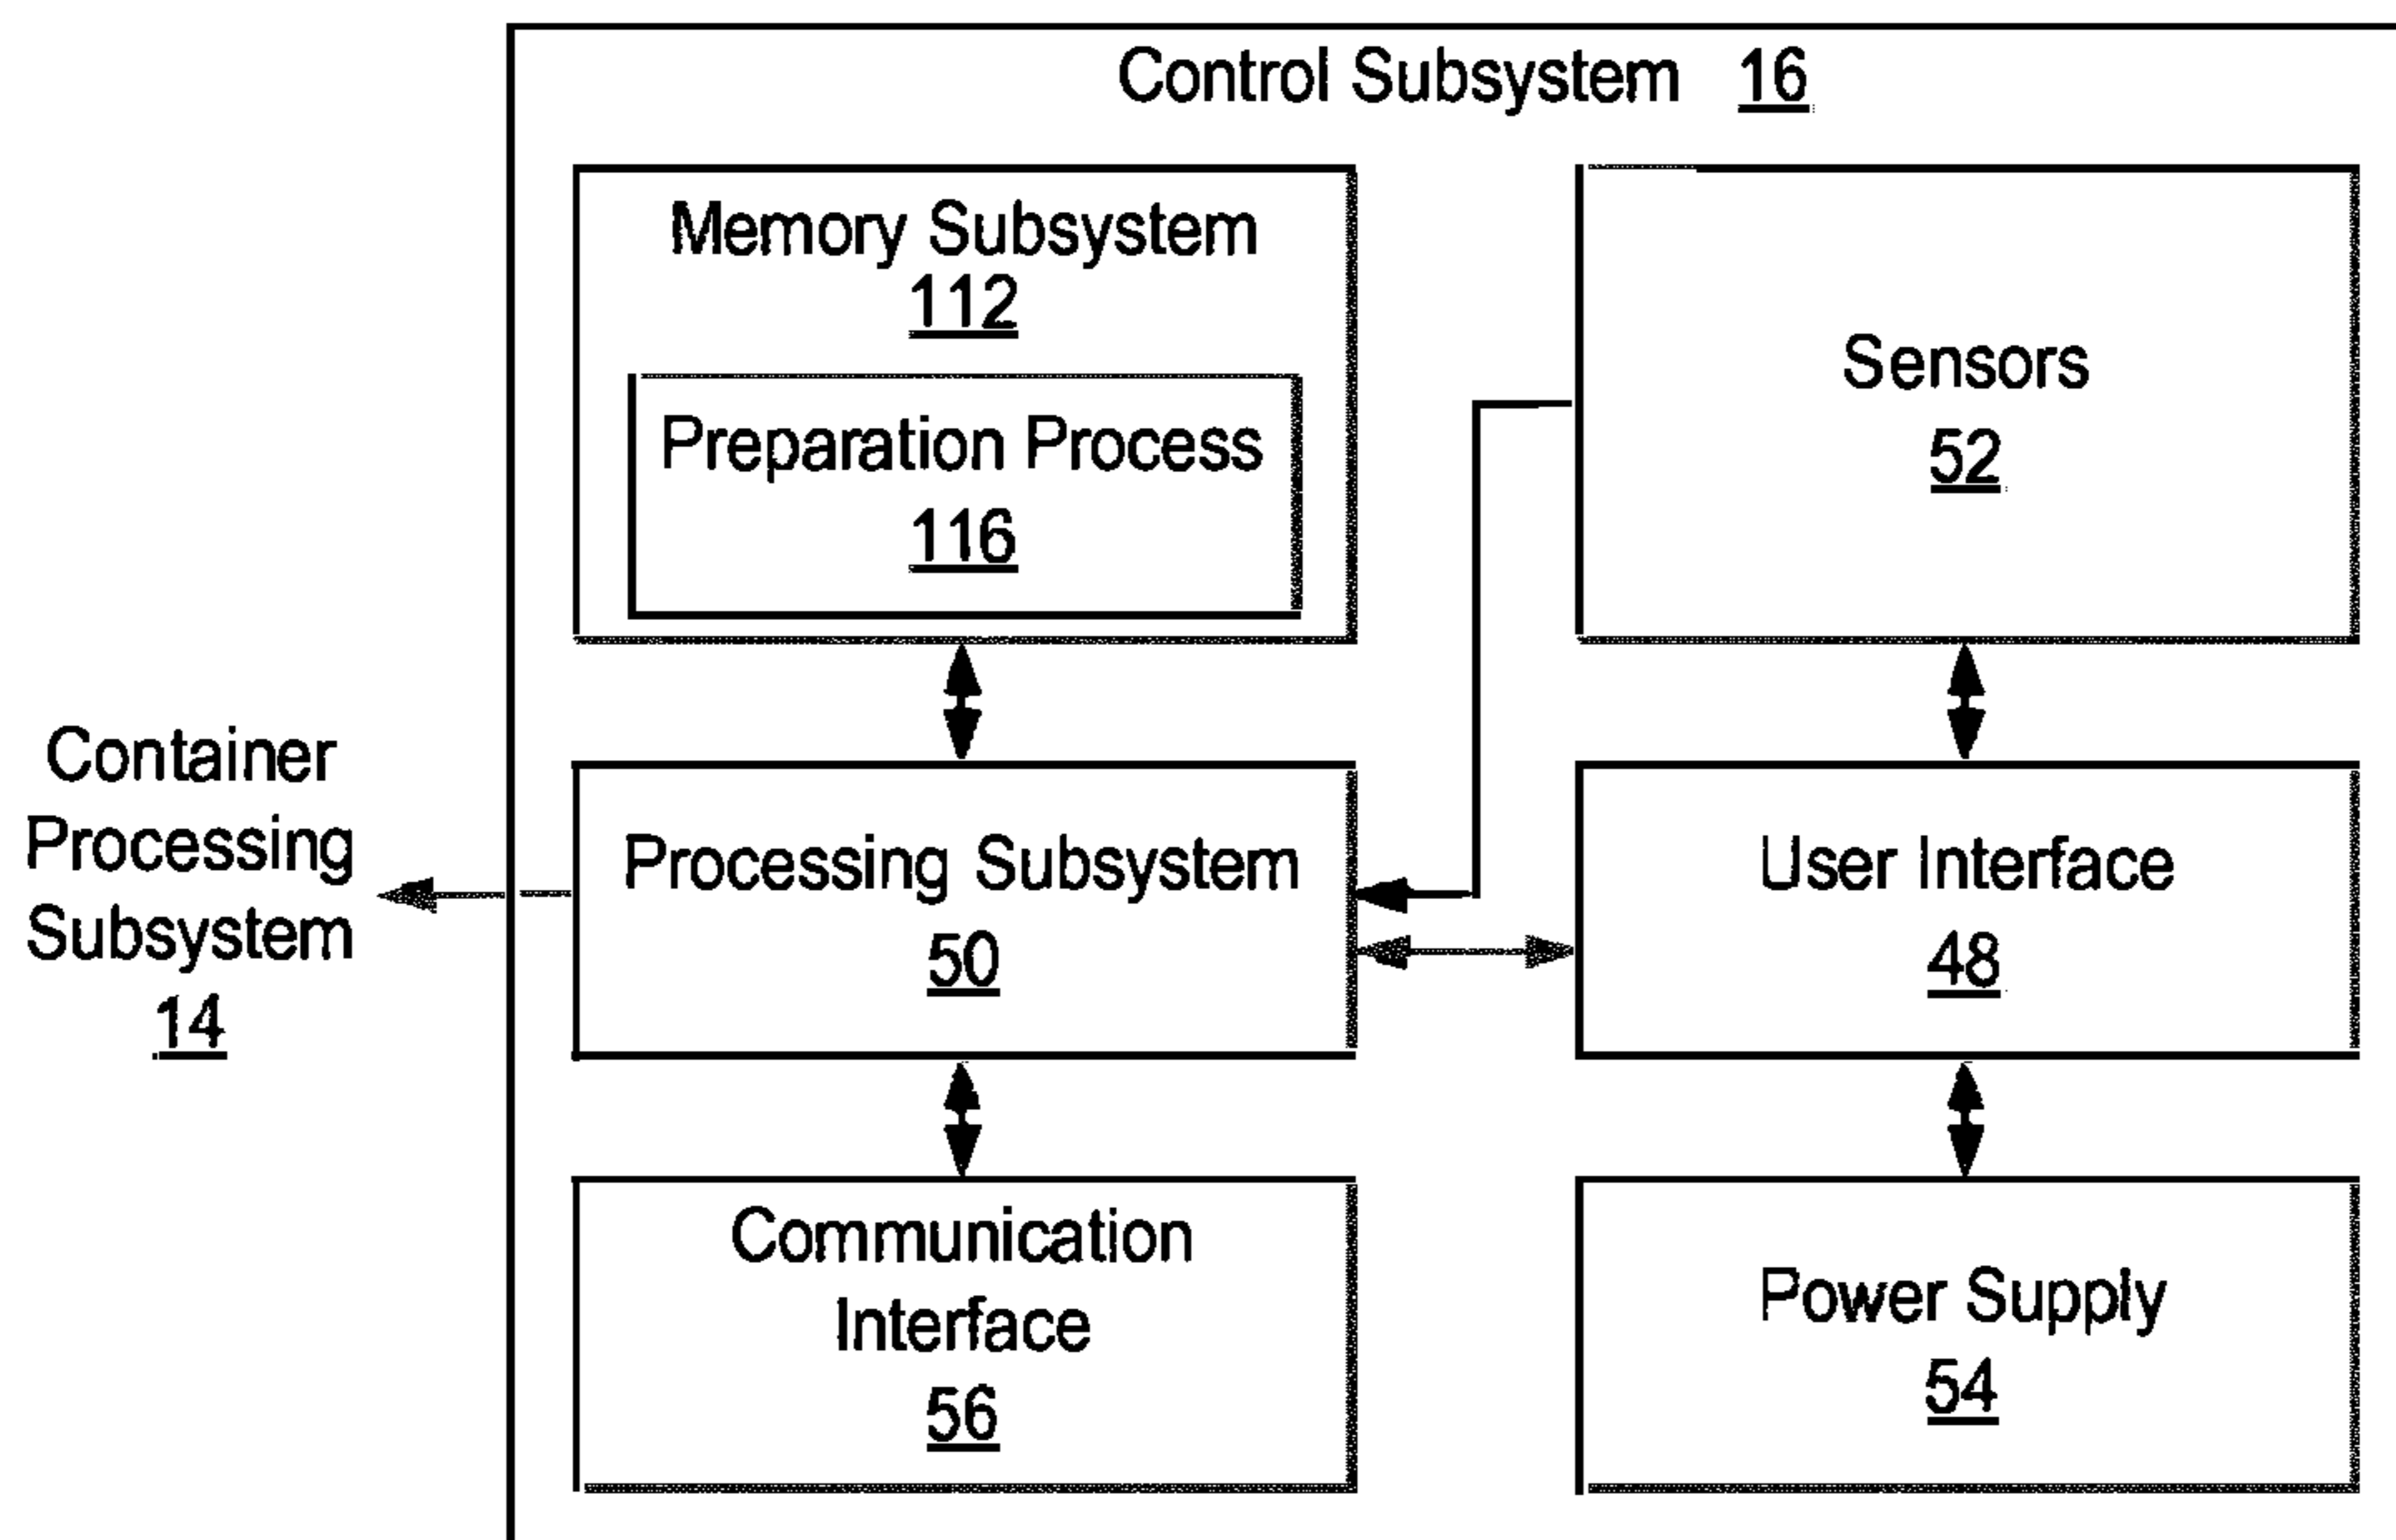 Control Subsystem 16
Memory Subsystem
112
Preparation Process
116
Sensors
52
Container
Processing
Subsystem
14
Processing Subsystem
50
User Interface
48
Communication
Interface
56
Power Supply
54